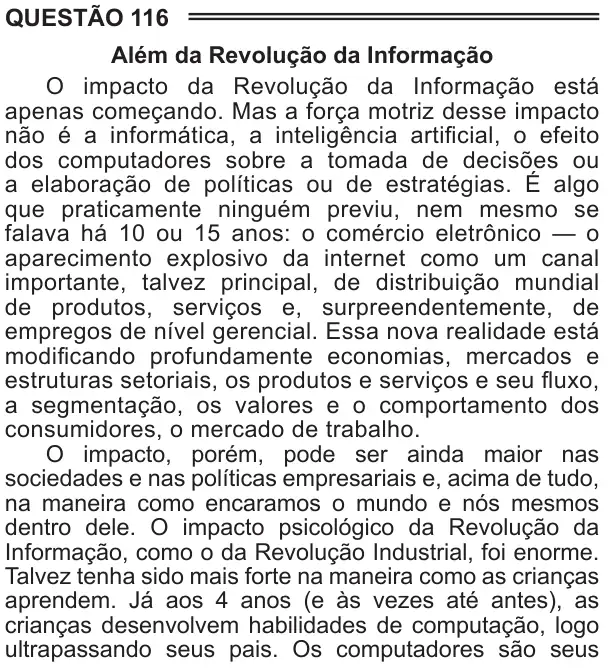 QUESTÃO 116
Além da Revolução da Informação
O impacto da Revolução da Informação está
apenas começando. Mas a força motriz desse impacto
não é a informática, a inteligência artificial, o efeito
dos computadores sobre a tomada de decisões ou
a elaboração de políticas ou de estratégias. É algo
que praticamente ninguém previu, nem mesmo se
falava há 10 ou 15 anos: o comércio eletrônico — o
aparecimento explosivo da internet como um canal
importante, talvez principal, de distribuição mundial
de produtos, serviços e, surpreendentemente, de
empregos de nível gerencial. Essa nova realidade está
modificando profundamente economias, mercados e
estruturas setoriais, os produtos e serviços e seu fluxo,
a segmentação, os valores e o comportamento dos
consumidores, o mercado de trabalho.
O impacto, porém, pode ser ainda maior nas
sociedades e nas políticas empresariais e, acima de tudo,
na maneira como encaramos o mundo e nós mesmos
dentro dele. O impacto psicológico da Revolução da
Informação, como o da Revolução Industrial, foi enorme.
Talvez tenha sido mais forte na maneira como as crianças
aprendem. Já aos 4 anos (e às vezes até antes), as
crianças desenvolvem habilidades de computação, logo
ultrapassando seus pais. Os computadores são seus